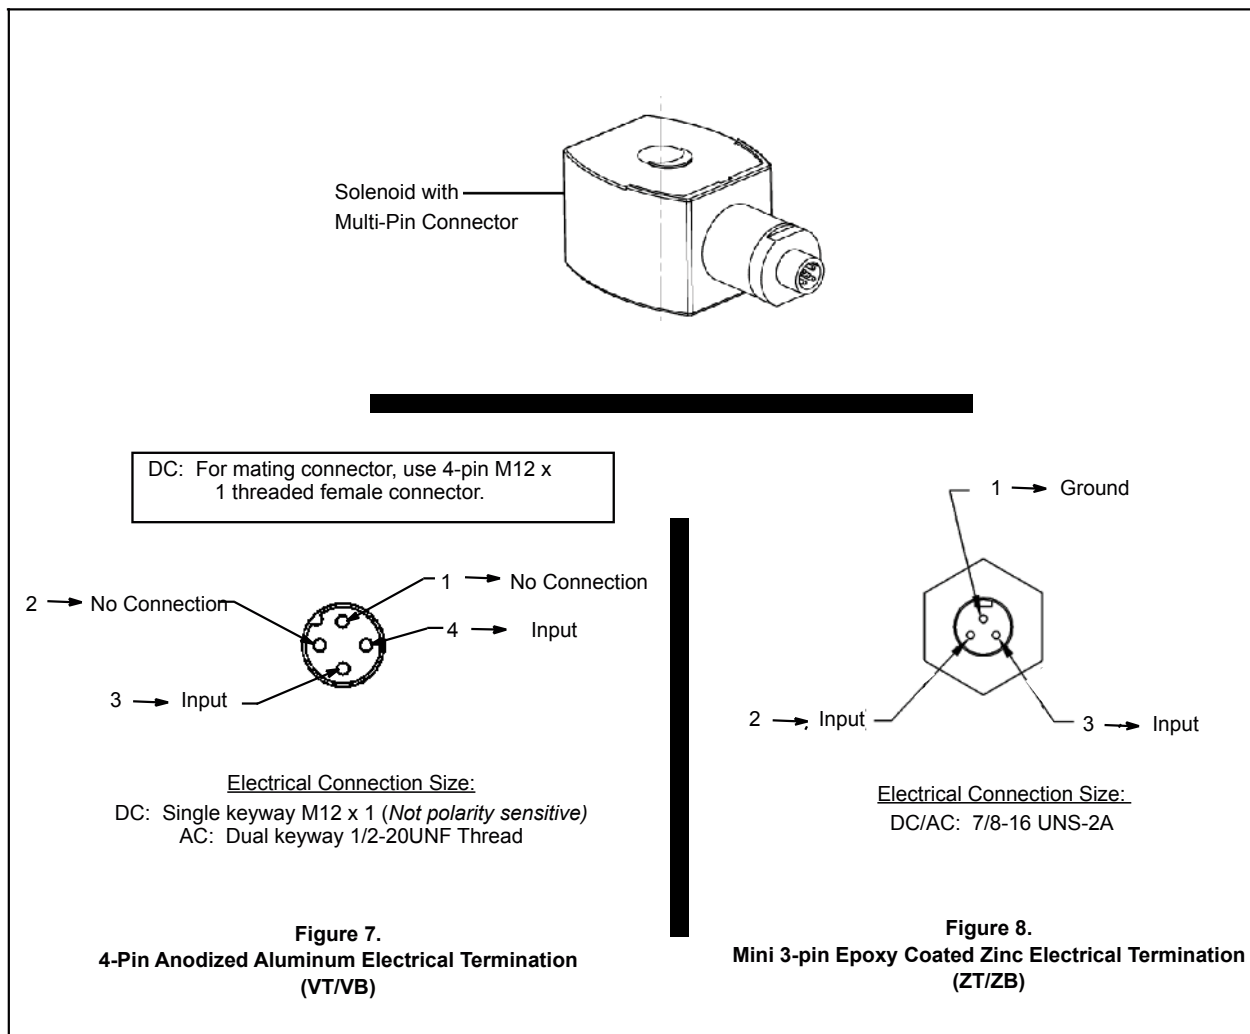 Solenoid with
Multi-Pin Connector
DC: For mating connector, use 4-pin M12 x
1 threaded female connector.
1 → No Connection
2 → No Connection
4 → Input
3 → Input
Electrical Connection Size:
DC: Single keyway M12 x 1 (Not polarity sensitive)
AC: Dual keyway 1/2-20UNF Thread
Figure 7.
4-Pin Anodized Aluminum Electrical Termination
(VT/VB)
1 → Ground
2 → Input
3 → Input
Electrical Connection Size:
DC/AC: 7/8-16 UNS-2A
Figure 8.
Mini 3-pin Epoxy Coated Zinc Electrical Termination
(ZT/ZB)